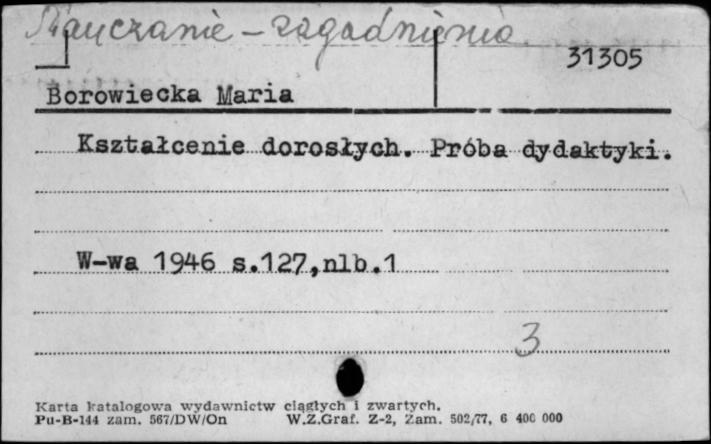 Nauczanie - zagadnienia
31305
Borowiecka Maria
Kształcenie dorosłych. Próba dydaktyki.
W-wa 1946 s.127,nlb.1
3
Karta katalogowa wydawnictw ciągłych i zwartych.
Pu-B-144 zam. 567/DW/On W.Z.Graf. Z-2, Zam. 502/77, 6 400 000